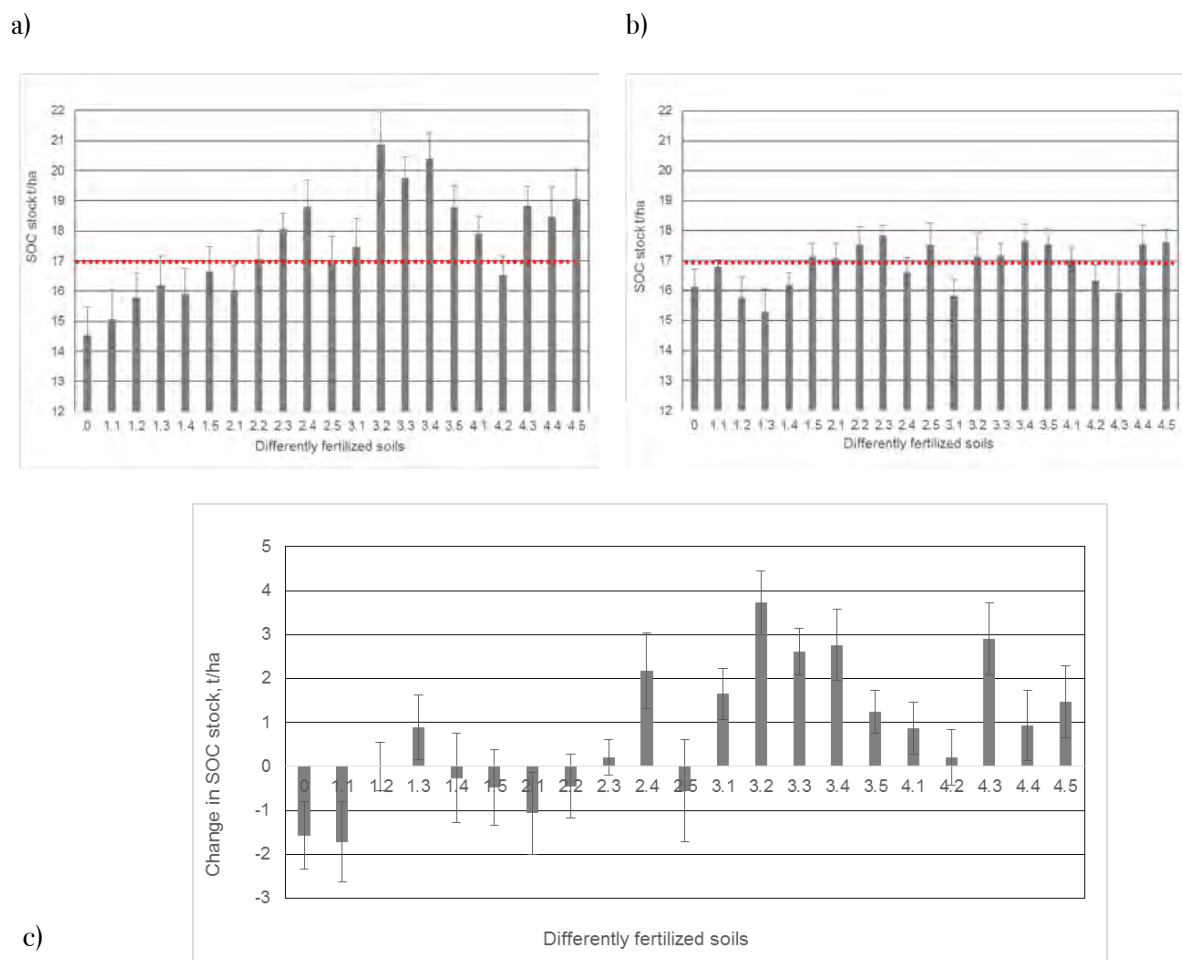 a)
b)
22
21
20
19
18
17
16
15
14
13
12
SOC stock t/ha
0 1.1 1.2 1.3 1.4 1.5 2.1 2.2 2.3 2.4 2.5 3.1 3.2 3.3 3.4 3.5 4.1 4.2 4.3 4.4 4.5
Differently fertilized soils
22
21
20
19
18
17
16
15
14
13
12
SOC stock t/ha
0 1.1 1.2 1.3 1.4 1.5 2.1 2.2 2.3 2.4 2.5 3.1 3.2 3.3 3.4 3.5 4.1 4.2 4.3 4.4 4.5
Differently fertilized soils
5
4
3
2
1
0
-1
-2
-3
Change in SOC stock, t/ha
0 1.1 1.2 1.3 1.4 1.5 2.1 2.2 2.3 2.4 2.5 3.1 3.2 3.3 3.4 3.5 4.1 4.2 4.3 4.4 4.5
Differently fertilized soils
c)